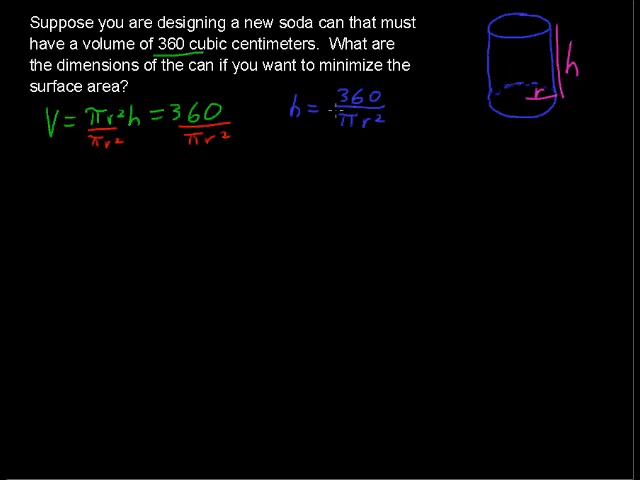 Suppose you are designing a new soda can that must
have a volume of 360 cubic centimeters. What are
the dimensions of the can if you want to minimize the
surface area?
V = πr²h = 360
πr² πr²
h = 360
πr²
h
r